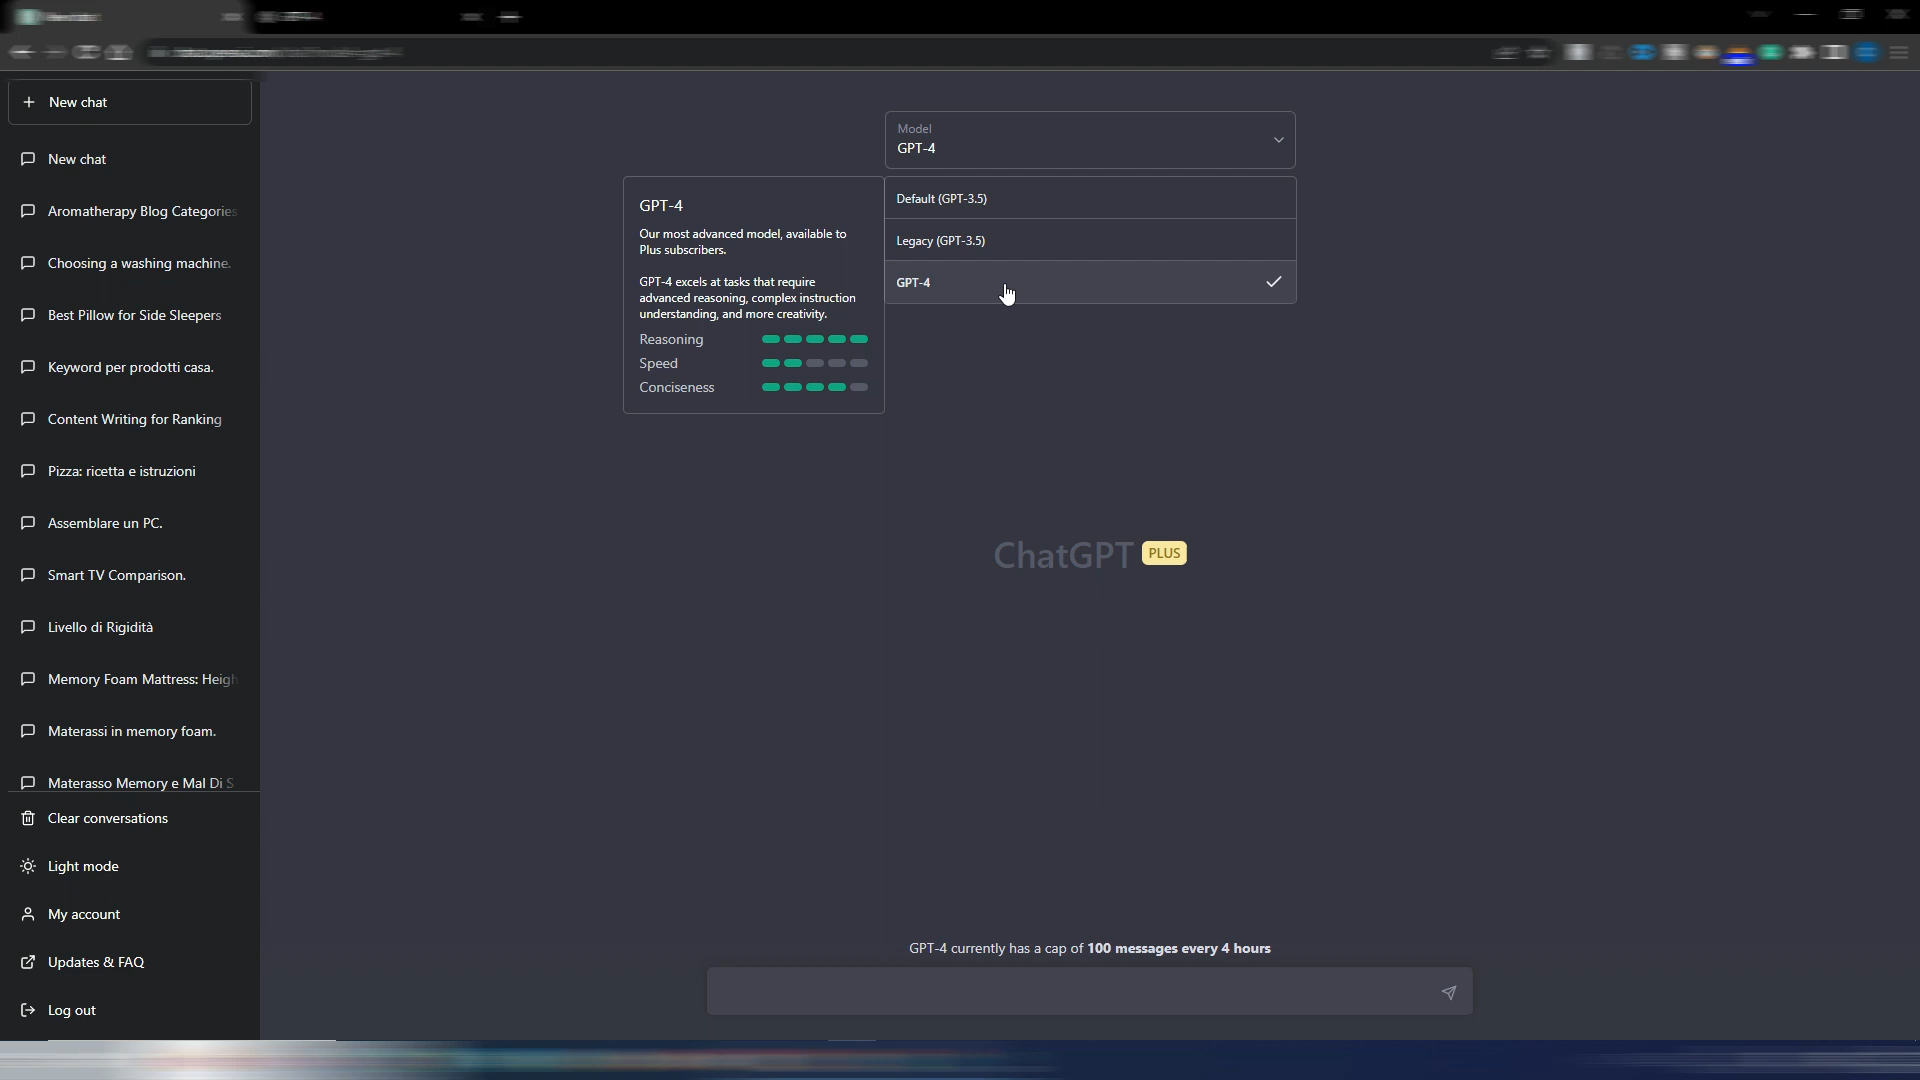 New chat
New chat
Aromatherapy Blog Categories
Choosing a washing machine.
Best Pillow for Side Sleepers
Keyword per prodotti casa.
Content Writing for Ranking
Pizza: ricetta e istruzioni
Assemblare un PC.
Smart TV Comparison.
Livello di Rigidità
Memory Foam Mattress: Heigh
Materassi in memory foam.
Materasso Memory e Mal Di S
Clear conversations
Light mode
My account
Updates & FAQ
Log out
Model
GPT-4
Default (GPT-3.5)
Legacy (GPT-3.5)
GPT-4
GPT-4
Our most advanced model, available to
Plus subscribers.
GPT-4 excels at tasks that require
advanced reasoning, complex instruction
understanding, and more creativity.
Reasoning
Speed
Conciseness
ChatGPT PLUS
GPT-4 currently has a cap of 100 messages every 4 hours